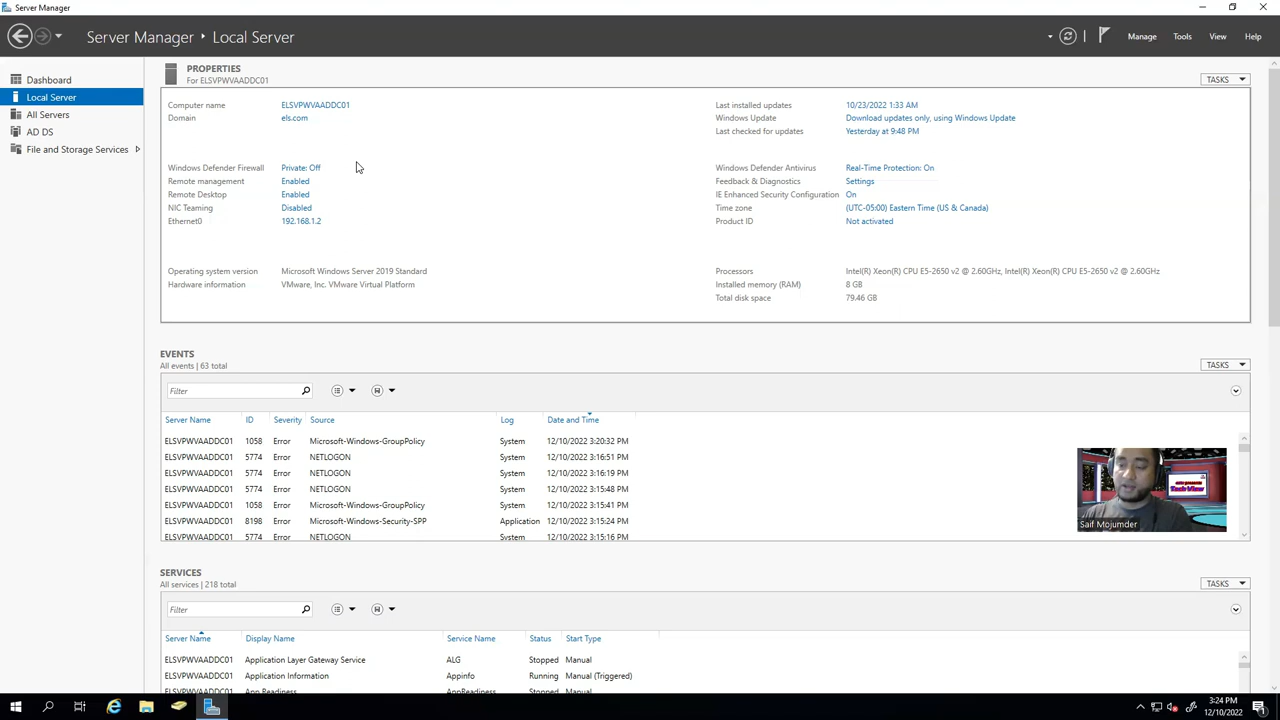 Server Manager
Server Manager • Local Server
Manage Tools View Help
Dashboard
Local Server
All Servers
AD DS
File and Storage Services
PROPERTIES
For ELSVPWVAADDC01
TASKS
Computer name ELSVPWVAADDC01 Last installed updates 10/23/2022 1:33 AM
Domain els.com Windows Update Download updates only, using Windows Update
Last checked for updates Yesterday at 9:48 PM
Windows Defender Firewall Private: Off Windows Defender Antivirus Real-Time Protection: On
Remote management Enabled Feedback & Diagnostics Settings
Remote Desktop Enabled IE Enhanced Security Configuration On
NIC Teaming Disabled Time zone (UTC-05:00) Eastern Time (US & Canada)
Ethernet0 192.168.1.2 Product ID Not activated
Operating system version Microsoft Windows Server 2019 Standard Processors Intel(R) Xeon(R) CPU E5-2650 v2 @ 2.60GHz, Intel(R) Xeon(R) CPU E5-2650 v2 @ 2.60GHz
Hardware information VMware, Inc. VMware Virtual Platform Installed memory (RAM) 8 GB
Total disk space 79.46 GB
EVENTS
All events | 63 total
TASKS
Filter
Server Name ID Severity Source Log Date and Time
ELSVPWVAADDC01 1058 Error Microsoft-Windows-GroupPolicy System 12/10/2022 3:20:32 PM
ELSVPWVAADDC01 5774 Error NETLOGON System 12/10/2022 3:16:51 PM
ELSVPWVAADDC01 5774 Error NETLOGON System 12/10/2022 3:16:19 PM
ELSVPWVAADDC01 5774 Error NETLOGON System 12/10/2022 3:15:48 PM
ELSVPWVAADDC01 1058 Error Microsoft-Windows-GroupPolicy System 12/10/2022 3:15:41 PM
ELSVPWVAADDC01 8198 Error Microsoft-Windows-Security-SPP Application 12/10/2022 3:15:24 PM
ELSVPWVAADDC01 5774 Error NETLOGON System 12/10/2022 3:15:16 PM
Saif Mojumder
SERVICES
All services | 218 total
TASKS
Filter
Server Name Display Name Service Name Status Start Type
ELSVPWVAADDC01 Application Layer Gateway Service ALG Stopped Manual
ELSVPWVAADDC01 Application Information Appinfo Running Manual (Triggered)
ELSVPWVAADDC01 App Readiness AppReadiness Stopped Manual
3:24 PM
12/10/2022